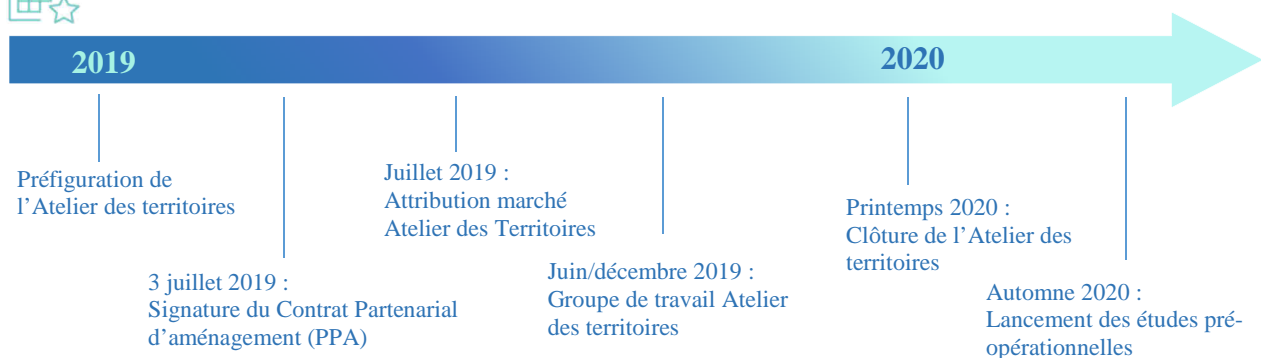 2019
2020
Préfiguration de
l’Atelier des territoires
3 juillet 2019 :
Signature du Contrat Partenarial
d’aménagement (PPA)
Juillet 2019 :
Attribution marché
Atelier des Territoires
Juin/décembre 2019 :
Groupe de travail Atelier
des territoires
Printemps 2020 :
Clôture de l’Atelier des
territoires
Automne 2020 :
Lancement des études pré-
opérationnelles